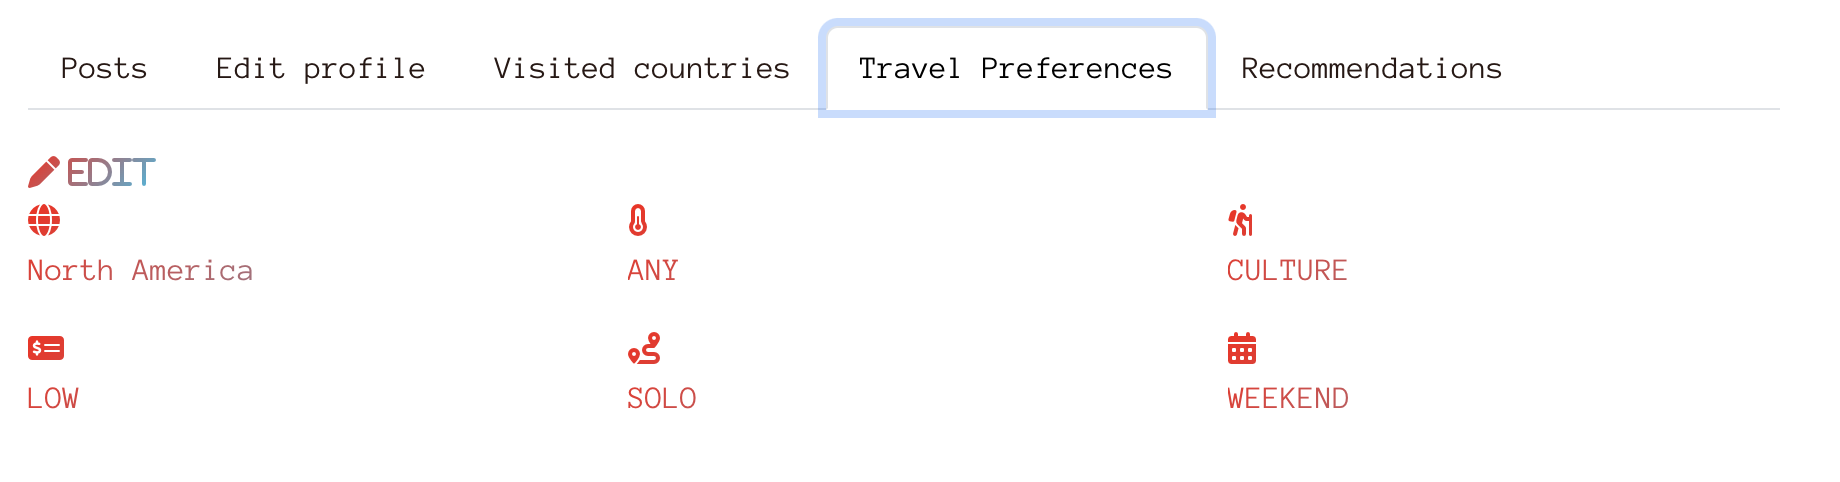 Posts Edit profile Visited countries Travel Preferences Recommendations
EDIT
North America ANY CULTURE
LOW SOLO WEEKEND